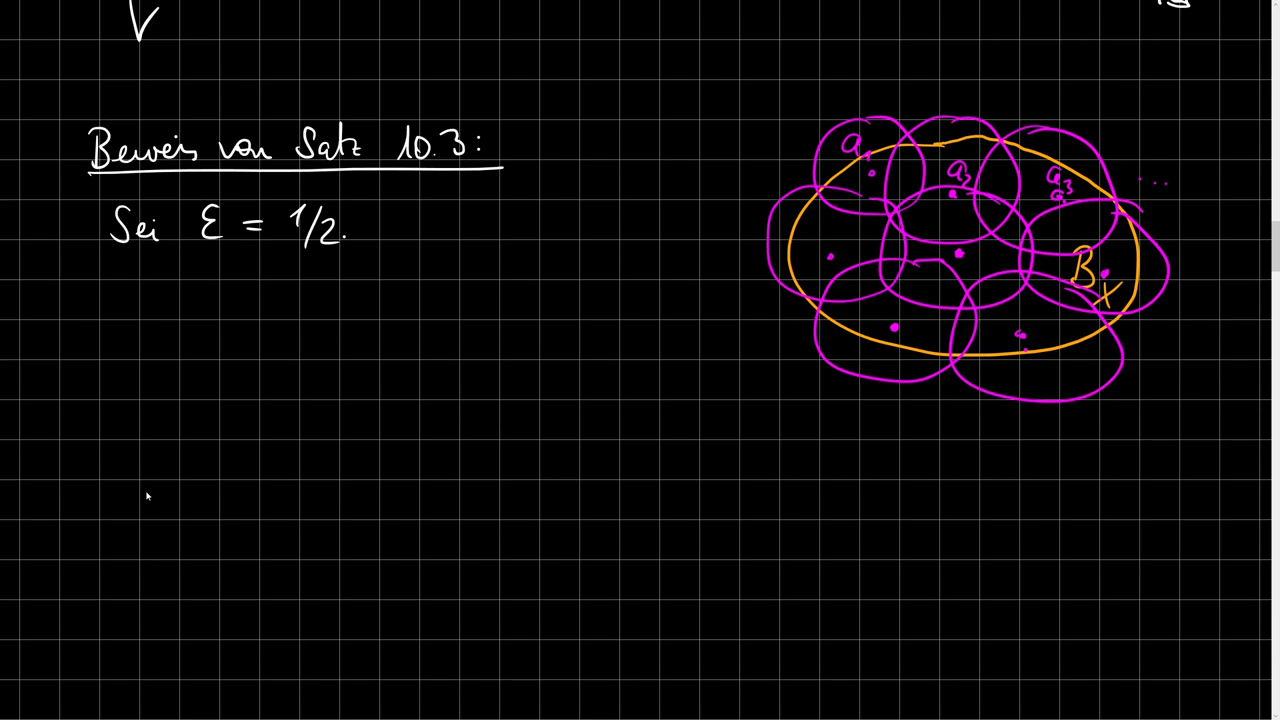 Beweis von Satz 10.3:
Sei ε = 1/2.
a₁
a₂
a₃
...
Bₓ